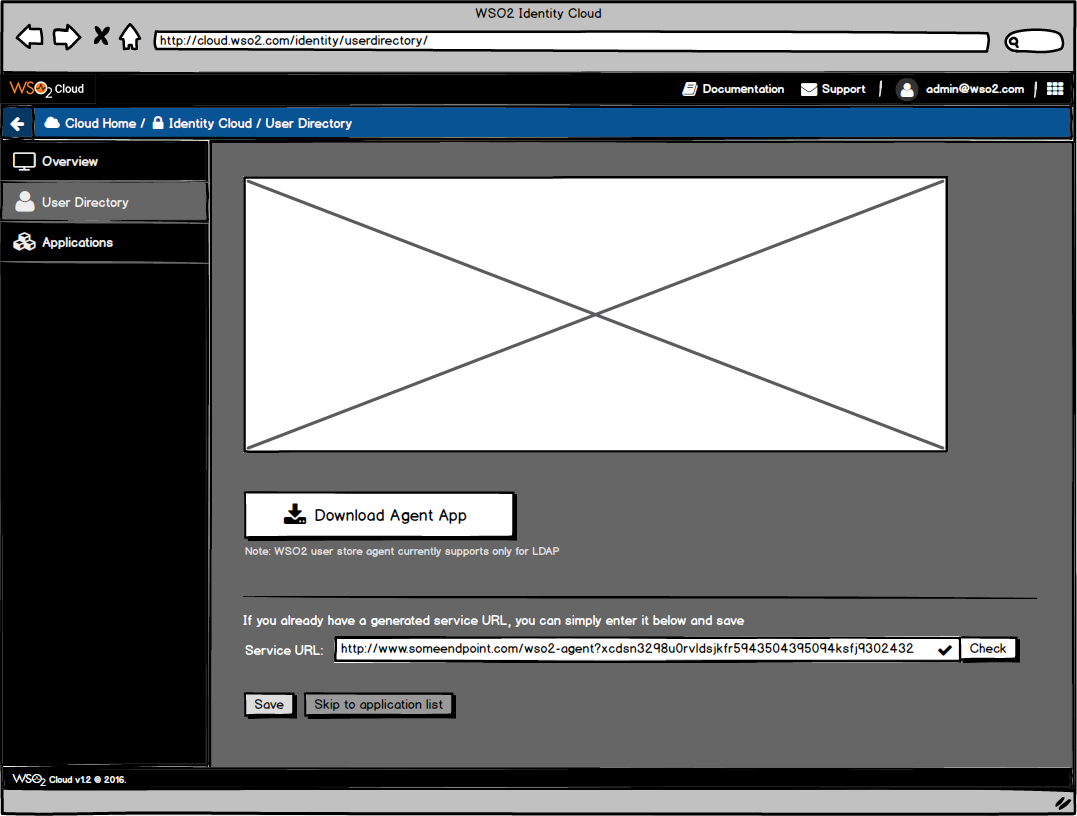 WSO2 Identity Cloud
http://cloud.wso2.com/identity/userdirectory/
WSO2 Cloud
Documentation
Support
|
admin@wso2.com
|
Cloud Home / Identity Cloud / User Directory
Overview
User Directory
Applications
Download Agent App
Note: WSO2 user store agent currently supports only for LDAP
If you already have a generated service URL, you can simply enter it below and save
Service URL: http://www.someendpoint.com/wso2-agent?xcdsn3298u0rvldsjkfr5943504395094ksfj9302432 Check
Save
Skip to application list
WSO2 Cloud v1.2 © 2016.